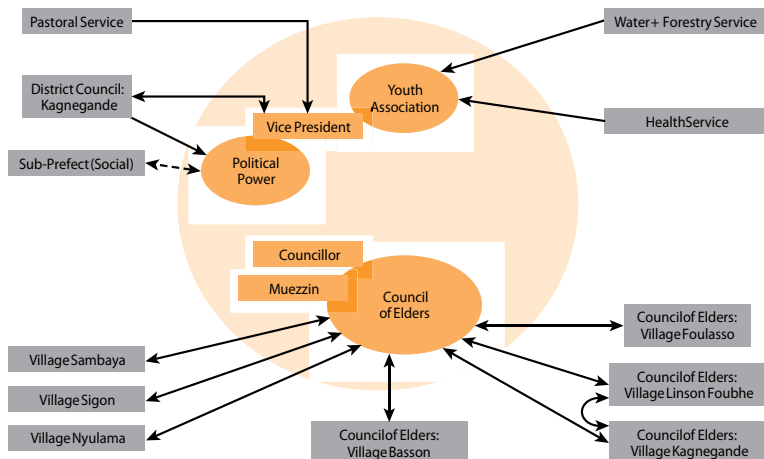 Pastoral Service
Water+ Forestry Service
District Council:
Kagnegande
Youth
Association
Vice President
HealthService
Sub-Prefect (Social)
Political
Power
Councillor
Muezzin
Council
of Elders
Councilof Elders:
Village Foulasso
Village Sambaya
Village Sigon
Village Nyulama
Councilof Elders:
Village Linson Foubhe
Councilof Elders:
Village Basson
Councilof Elders:
Village Kagnegande